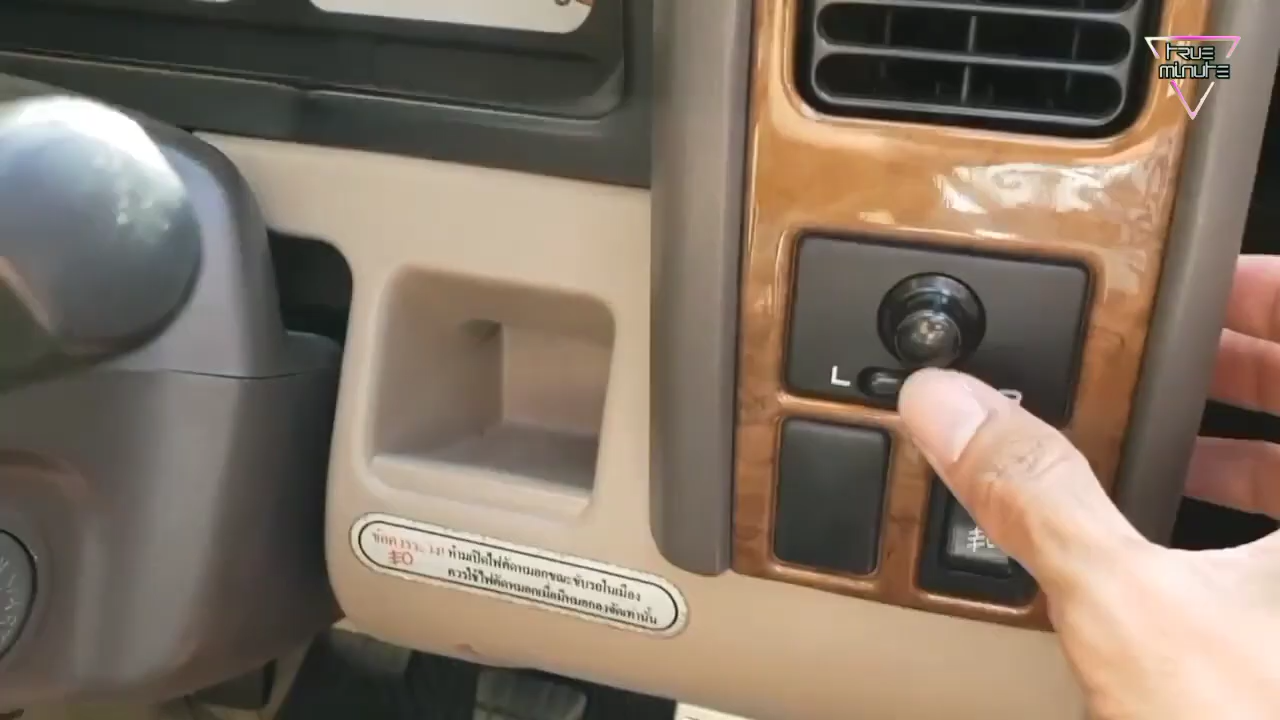 TRUE
minute
L
ข้อควรระวัง! ห้ามเปิดไฟตัดหมอกขณะขับรถในเมือง
ควรใช้ไฟตัดหมอกเมื่อมีหมอกลงจัดเท่านั้น